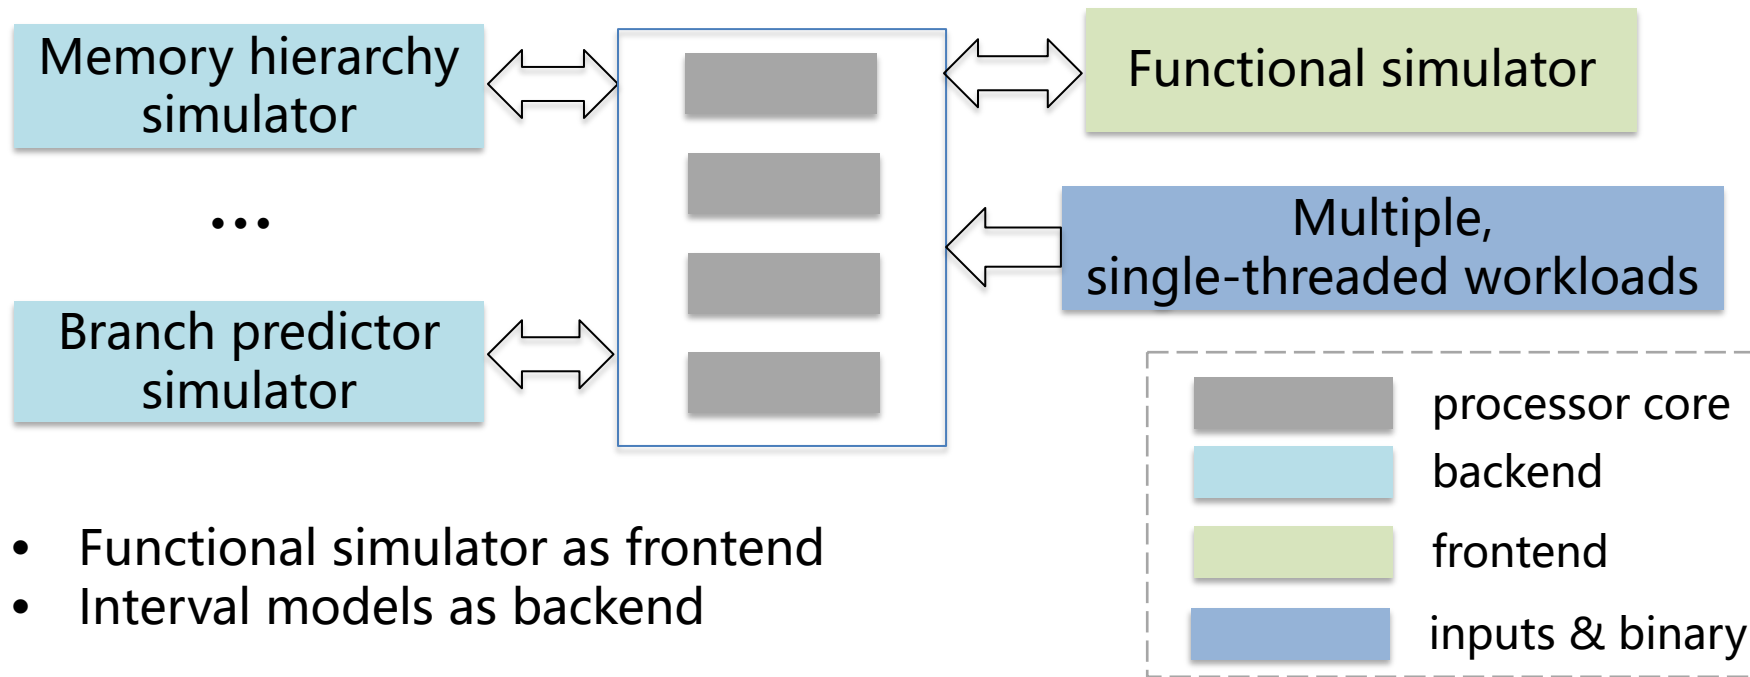 Memory hierarchy
simulator
...
Branch predictor
simulator
Functional simulator
Multiple,
single-threaded workloads
processor core
backend
frontend
inputs & binary
• Functional simulator as frontend
• Interval models as backend